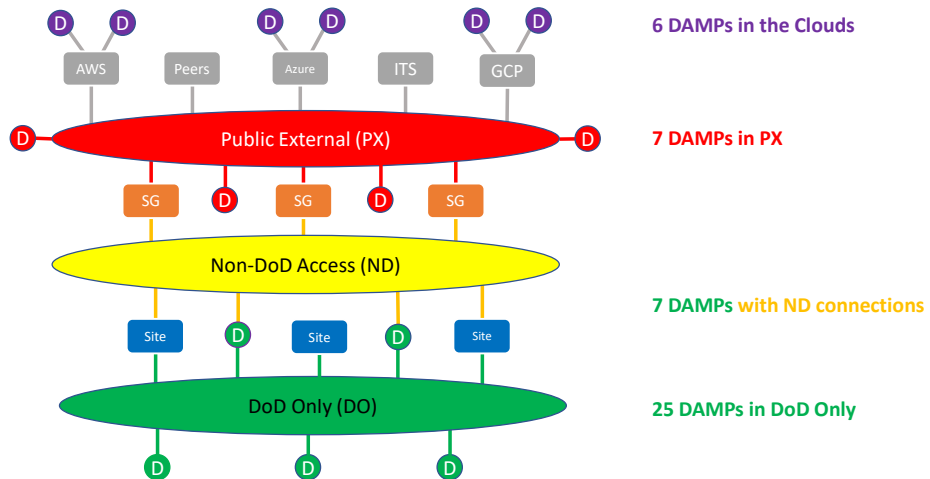 D D D D D D 6 DAMPs in the Clouds
AWS Peers Azure ITS GCP
D Public External (PX) D 7 DAMPs in PX
SG D SG D SG
Non-DoD Access (ND)
7 DAMPs with ND connections
Site D Site D Site
DoD Only (DO) 25 DAMPs in DoD Only
D D D